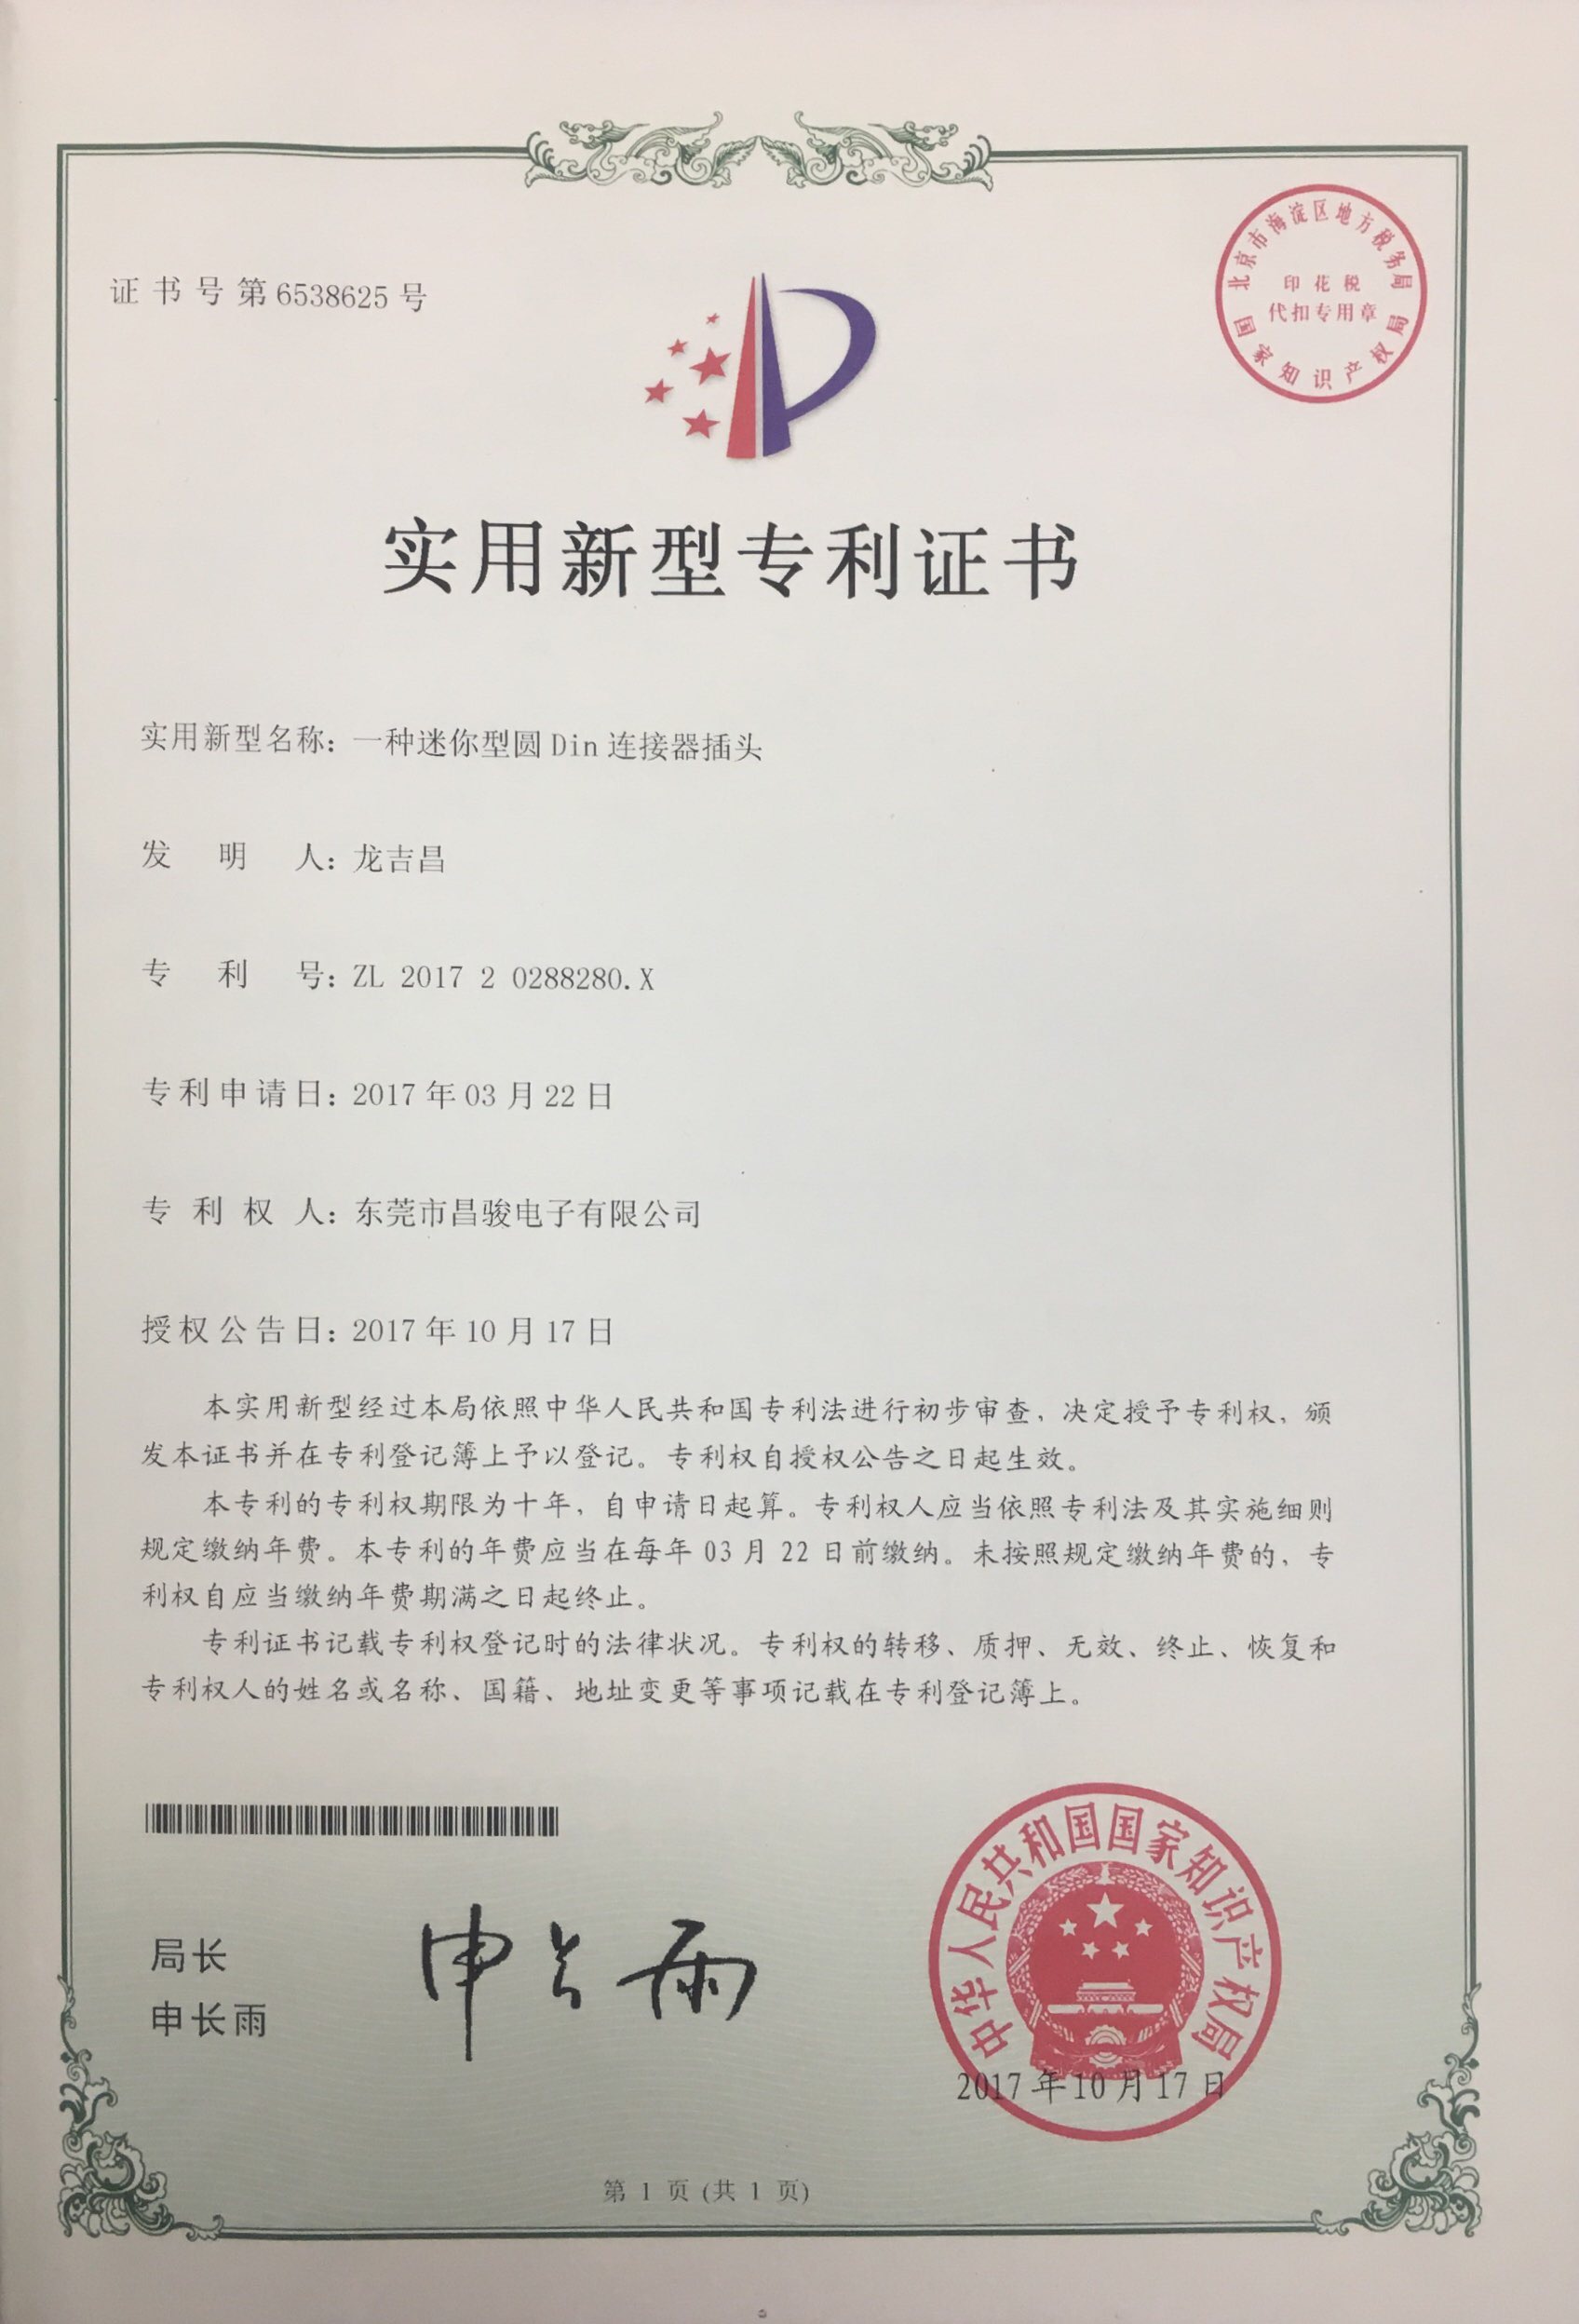 证书号第6538625号
北京市海淀区地方税务局
印花税
代扣专用章
国家知识产权局
实用新型专利证书
实用新型名称：一种迷你型圆Din连接器插头
发明人：龙吉昌
专利号：ZL 2017 2 0288280.X
专利申请日：2017年03月22日
专利权人：东莞市昌骏电子有限公司
授权公告日：2017年10月17日
本实用新型经过本局依照中华人民共和国专利法进行初步审查，决定授予专利权，颁
发本证书并在专利登记簿上予以登记。专利权自授权公告之日起生效。
本专利的专利权期限为十年，自申请日起算。专利权人应当依照专利法及其实施细则
规定缴纳年费。本专利的年费应当在每年03月22日前缴纳。未按照规定缴纳年费的，专
利权自应当缴纳年费期满之日起终止。
专利证书记载专利权登记时的法律状况。专利权的转移、质押、无效、终止、恢复和
专利权人的姓名或名称、国籍、地址变更等事项记载在专利登记簿上。
局长
申长雨
申长雨
中华人民共和国国家知识产权局
2017年10月17日
第1页(共1页)